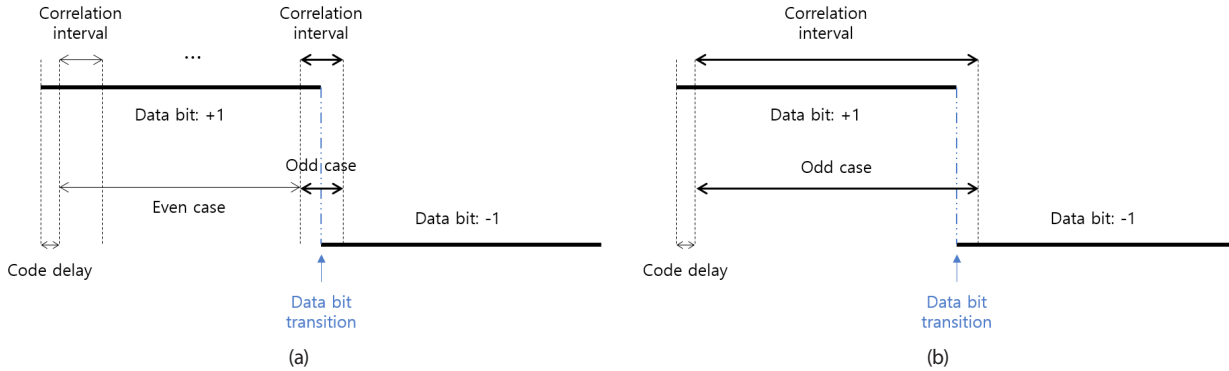 Correlation
interval
...
Correlation
interval
Data bit: +1
Odd case
Even case
Data bit: -1
Code delay
Data bit
transition
(a)
Correlation
interval
Data bit: +1
Odd case
Data bit: -1
Code delay
Data bit
transition
(b)